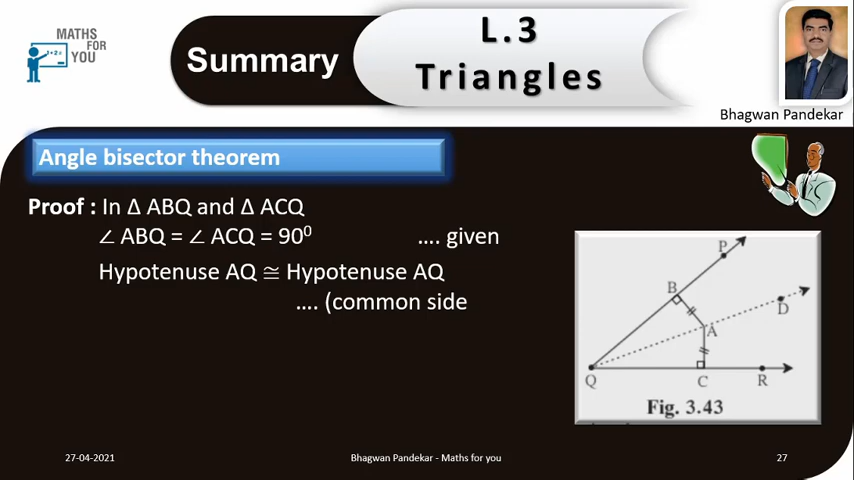 MATHS
FOR
YOU
1+2=
Summary
L.3
Triangles
Bhagwan Pandekar
Angle bisector theorem
Proof : In Δ ABQ and Δ ACQ
∠ ABQ = ∠ ACQ = 90⁰ …. given
Hypotenuse AQ ≅ Hypotenuse AQ
…. (common side
P
B
D
A
Q
C
R
Fig. 3.43
27-04-2021
Bhagwan Pandekar - Maths for you
27